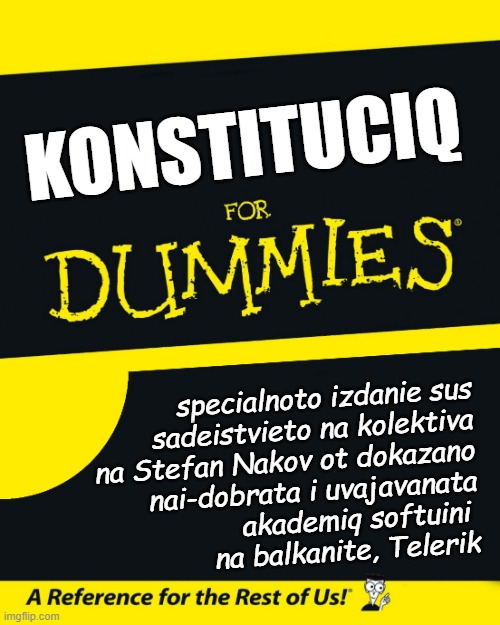 KONSTITUCIQ
FOR
DUMMIES®
specialnoto izdanie sus
sadeistvieto na kolektiva
na Stefan Nakov ot dokazano
nai-dobrata i uvajavanata
akademiq softuini
na balkanite, Telerik
A Reference for the Rest of Us!®
imgflip.com